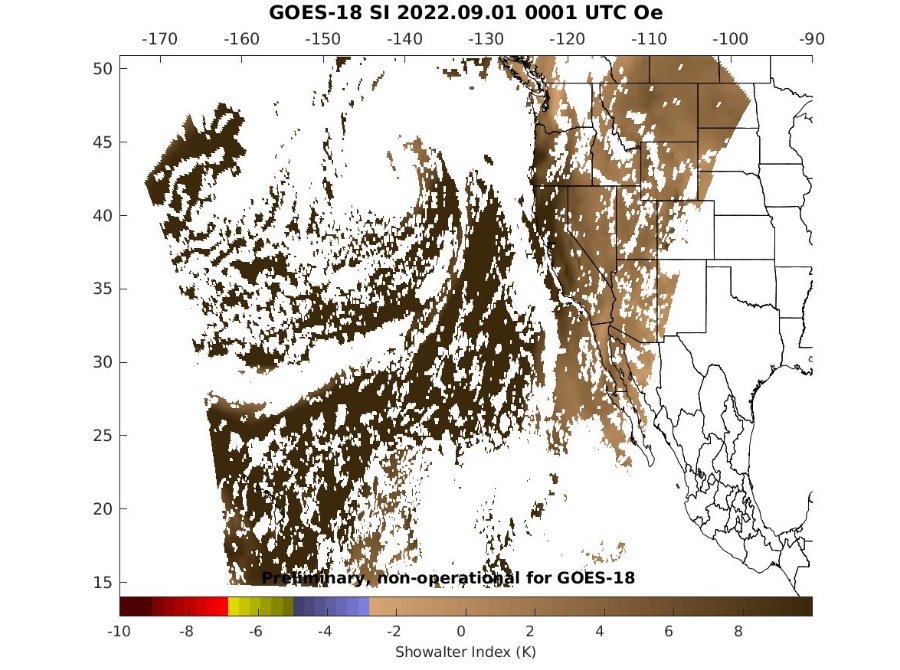 GOES-18 SI 2022.09.01 0001 UTC Oe
-170 -160 -150 -140 -130 -120 -110 -100 -90
50
45
40
35
30
25
20
15
Preliminary, non-operational for GOES-18
-10 -8 -6 -4 -2 0 2 4 6 8
Showalter Index (K)